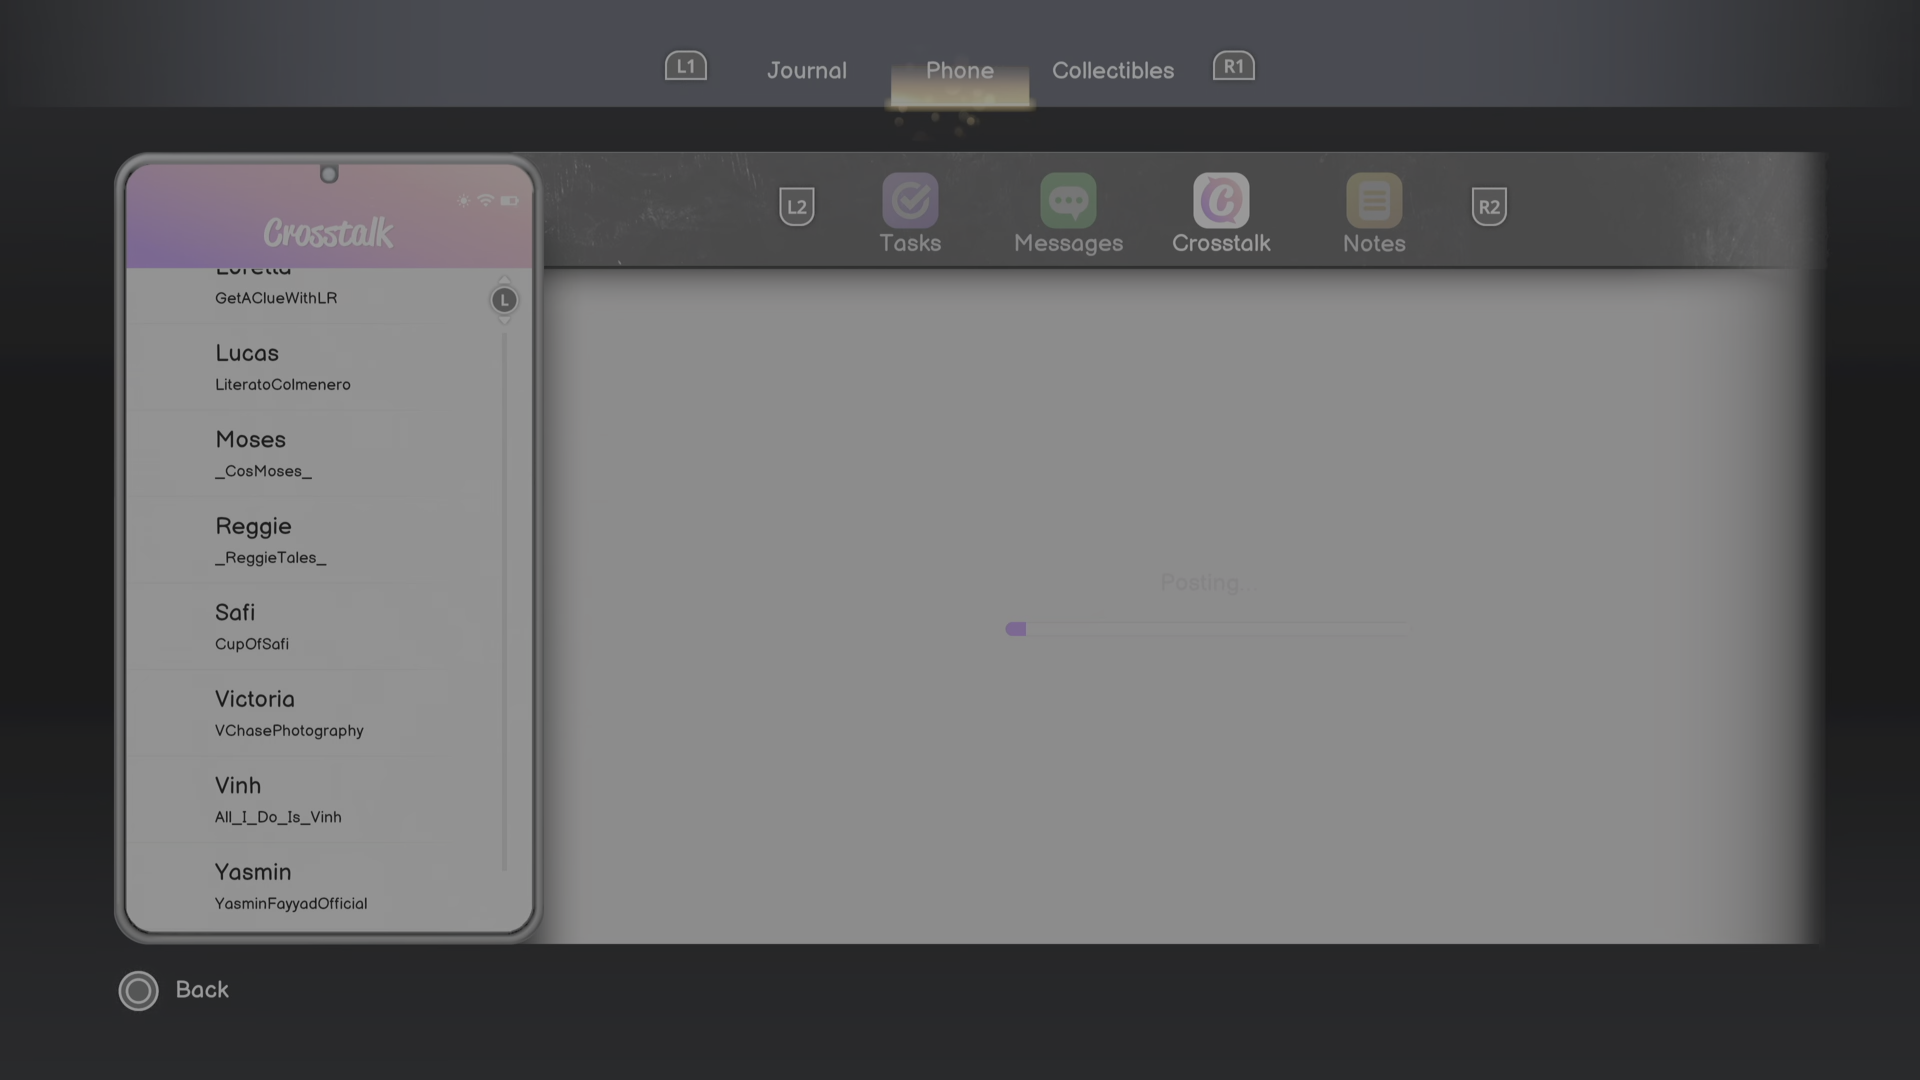 L1
Journal
Phone
Collectibles
R1
Crosstalk
L2
Tasks
Messages
Crosstalk
Notes
R2
Loretta
GetAClueWithLR
L
Lucas
LiteratoColmenero
Moses
_CosMoses_
Reggie
_ReggieTales_
Safi
CupOfSafi
Victoria
VChasePhotography
Vinh
All_I_Do_Is_Vinh
Yasmin
YasminFayyadOfficial
Posting...
Back